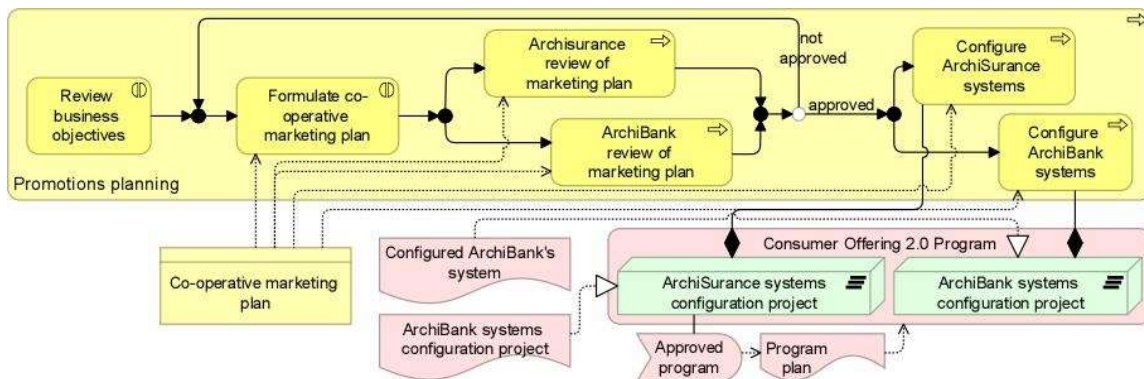 Archisurance
review of
marketing plan
not
approved
Configure
ArchiSurance
systems
Review
business
objectives
Formulate co-
operative
marketing plan
approved
ArchiBank
review of
marketing plan
Configure
ArchiBank
systems
Promotions planning
Co-operative marketing
plan
Configured ArchiBank's
system
Consumer Offering 2.0 Program
ArchiSurance systems
configuration project
ArchiBank systems
configuration project
ArchiBank systems
configuration project
Approved
program
Program
plan